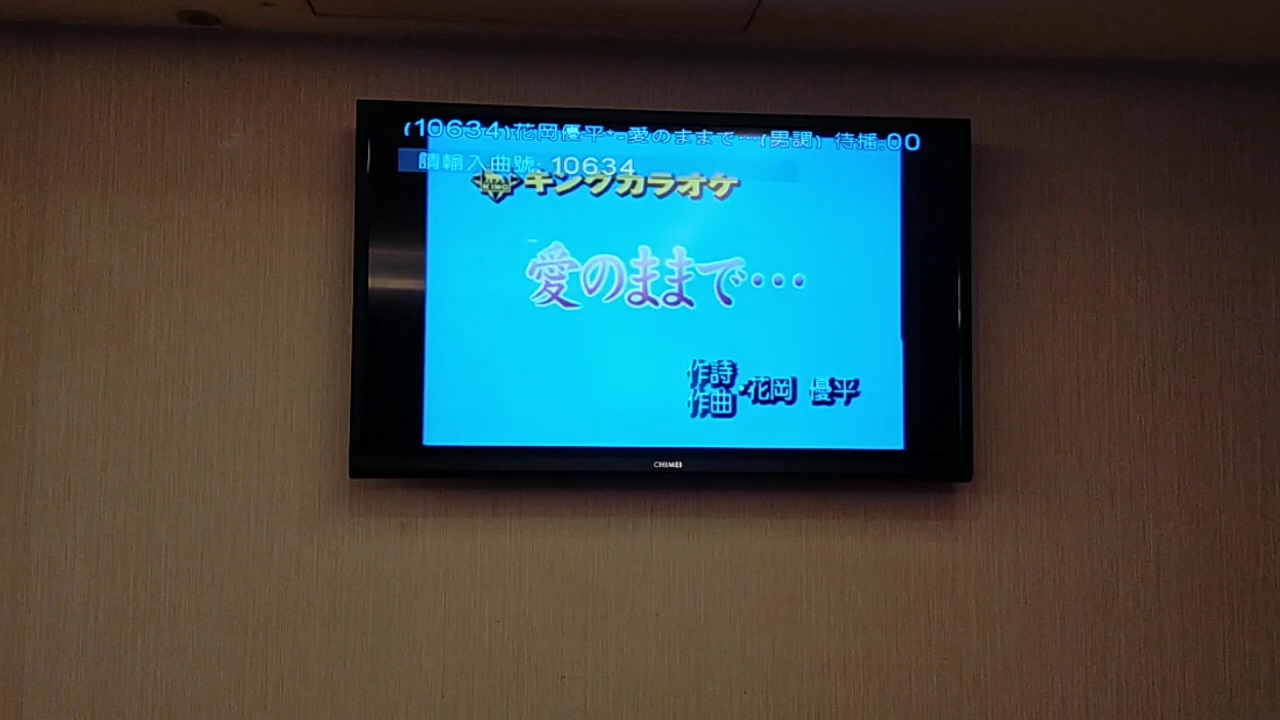 (10634)花岡優平*-愛のままで…(男調) 待播:00
請輸入曲號: 10634
KING キングカラオケ
愛のままで…
作詩
作曲・花岡 優平
CHIMEI